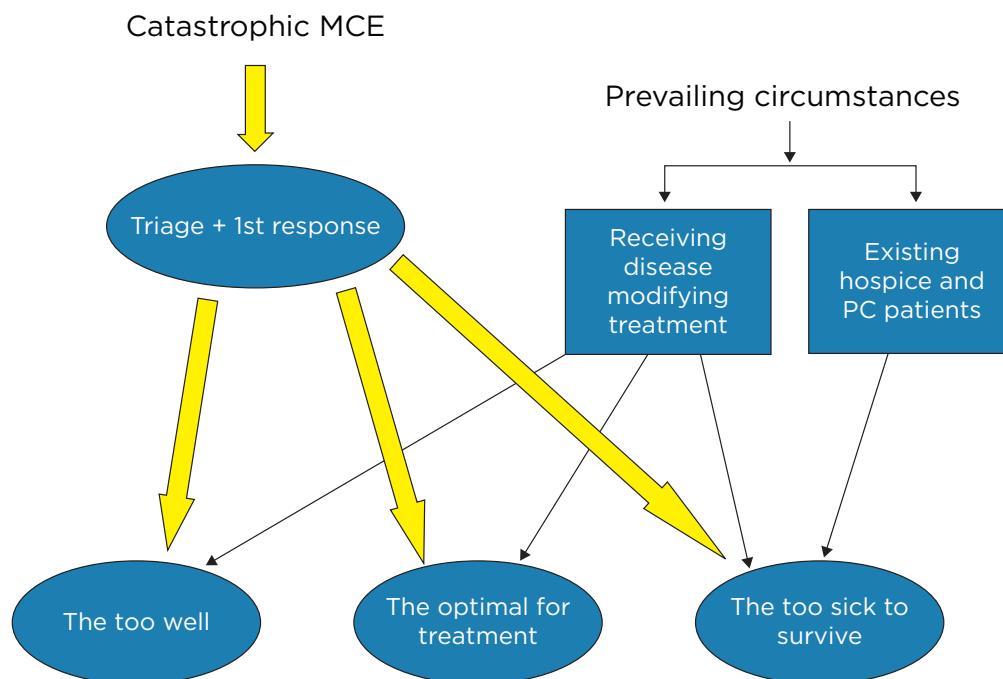 Catastrophic MCE
Prevailing circumstances
Triage + 1st response
Receiving
disease
modifying
treatment
Existing
hospice and
PC patients
The too well
The optimal for
treatment
The too sick to
survive